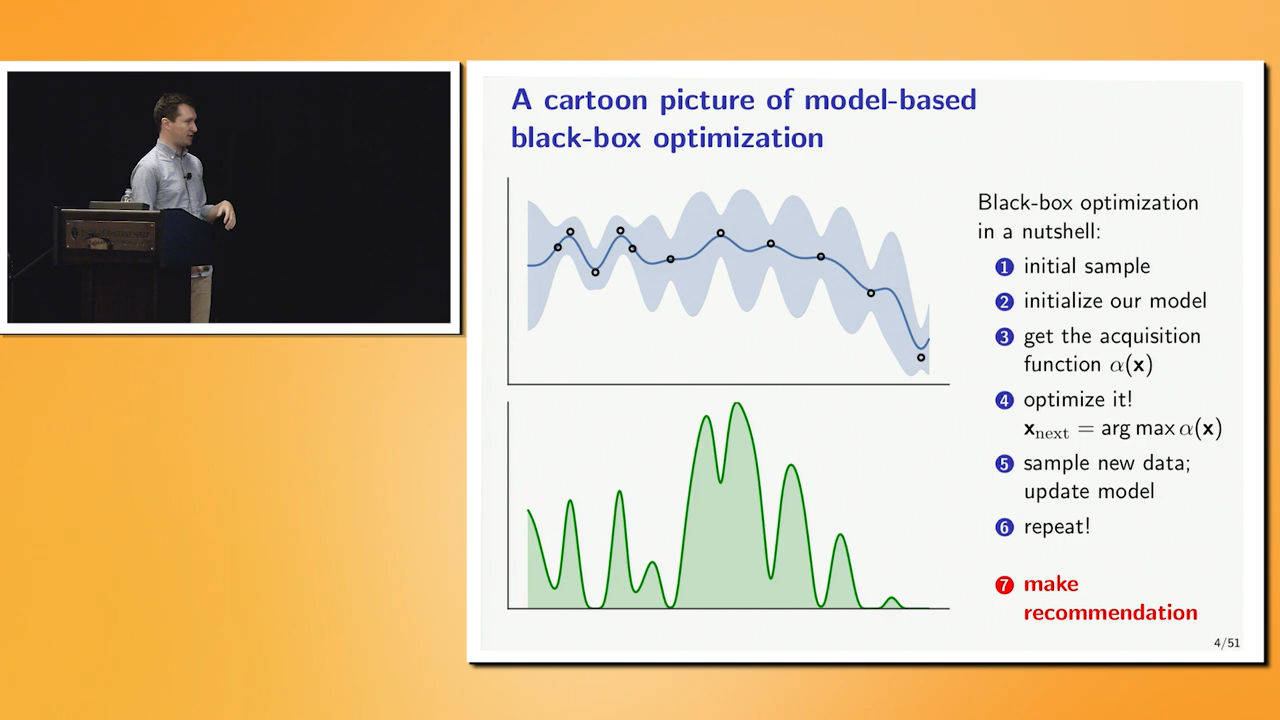 A cartoon picture of model-based
black-box optimization
Black-box optimization
in a nutshell:
1 initial sample
2 initialize our model
3 get the acquisition
function α(x)
4 optimize it!
x_next = arg max α(x)
5 sample new data;
update model
6 repeat!
7 make
recommendation
4/51